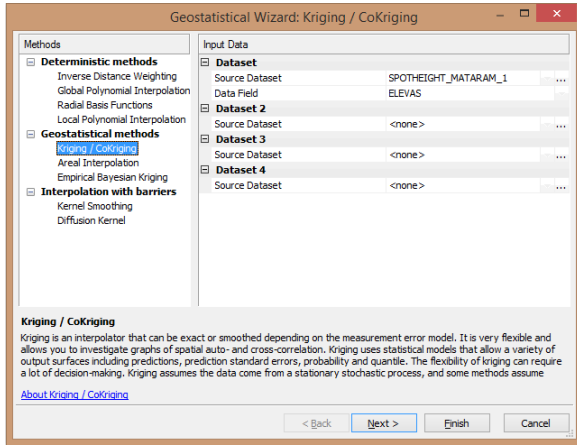 Geostatistical Wizard: Kriging / CoKriging
Methods
Deterministic methods
Inverse Distance Weighting
Global Polynomial Interpolation
Radial Basis Functions
Local Polynomial Interpolation
Geostatistical methods
Kriging / CoKriging
Areal Interpolation
Empirical Bayesian Kriging
Interpolation with barriers
Kernel Smoothing
Diffusion Kernel
Input Data
Dataset
Source Dataset SPOTHEIGHT_MATARAM_1 ...
Data Field ELEVAS
Dataset 2
Source Dataset <none> ...
Dataset 3
Source Dataset <none> ...
Dataset 4
Source Dataset <none> ...
Kriging / CoKriging
Kriging is an interpolator that can be exact or smoothed depending on the measurement error model. It is very flexible and
allows you to investigate graphs of spatial auto- and cross-correlation. Kriging uses statistical models that allow a variety of
output surfaces including predictions, prediction standard errors, probability and quantile. The flexibility of kriging can require
a lot of decision-making. Kriging assumes the data come from a stationary stochastic process, and some methods assume
About Kriging / CoKriging
< Back
Next >
Finish
Cancel